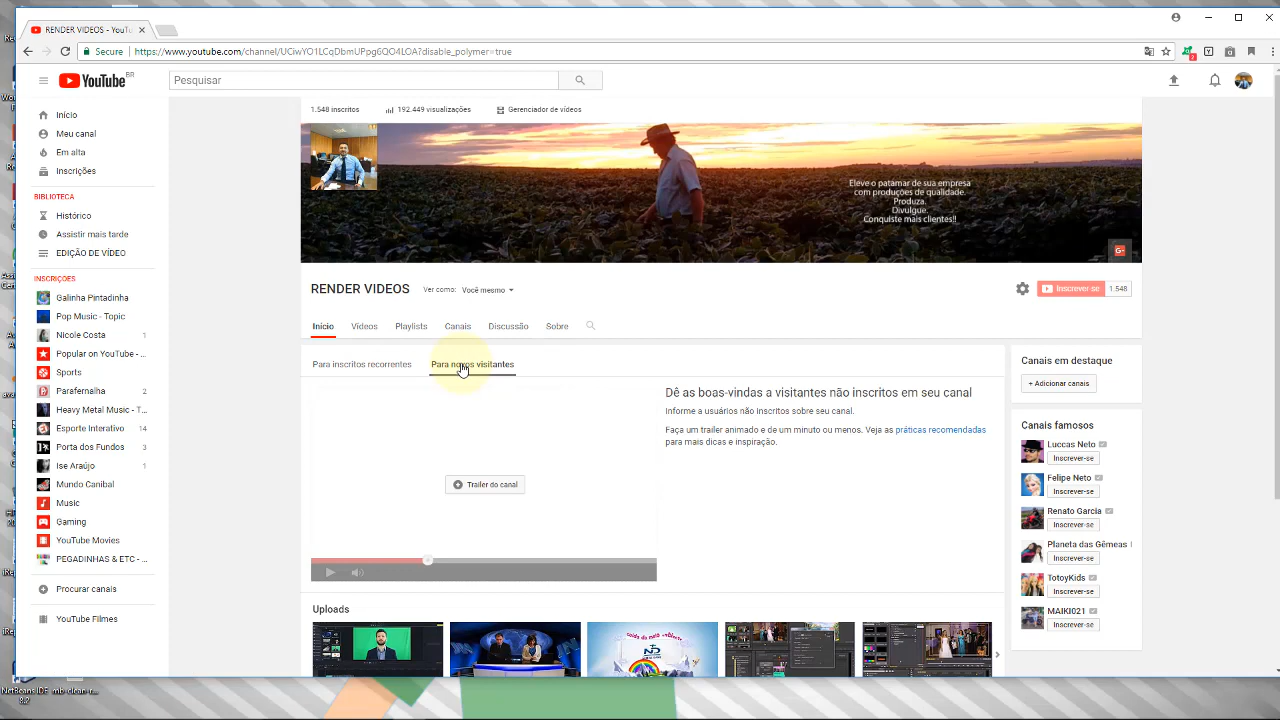 RENDER VIDEOS - YouTu
Secure
https://www.youtube.com/channel/UCiwYO1LCqDbmUPpg6QO4LOA?disable_polymer=true
2
YouTube BR
Pesquisar
Início
Meu canal
Em alta
Inscrições
BIBLIOTECA
Histórico
Assistir mais tarde
EDIÇÃO DE VÍDEO
INSCRIÇÕES
Galinha Pintadinha
Pop Music - Topic
Nicole Costa 1
Popular on YouTube - ...
Sports
Parafernalha 2
Heavy Metal Music - T...
Esporte Interativo 14
Porta dos Fundos 3
Ise Araújo 1
Mundo Canibal
Music
Gaming
YouTube Movies
PEGADINHAS & ETC - ...
Procurar canais
YouTube Filmes
1.548 inscritos
192.449 visualizações
Gerenciador de vídeos
Eleve o patamar de sua empresa
com produções de qualidade.
Produza.
Divulgue.
Conquiste mais clientes!!
RENDER VIDEOS
Ver como: Você mesmo
Inscrever-se 1.548
Início Vídeos Playlists Canais Discussão Sobre
Para inscritos recorrentes
Para novos visitantes
Trailer do canal
Dê as boas-vindas a visitantes não inscritos em seu canal
Informe a usuários não inscritos sobre seu canal.
Faça um trailer animado e de um minuto ou menos. Veja as práticas recomendadas
para mais dicas e inspiração.
Uploads
Canais em destaque
+ Adicionar canais
Canais famosos
Luccas Neto
Inscrever-se
Felipe Neto
Inscrever-se
Renato Garcia
Inscrever-se
Planeta das Gêmeas
Inscrever-se
TotoyKids
Inscrever-se
MAIKI021
Inscrever-se